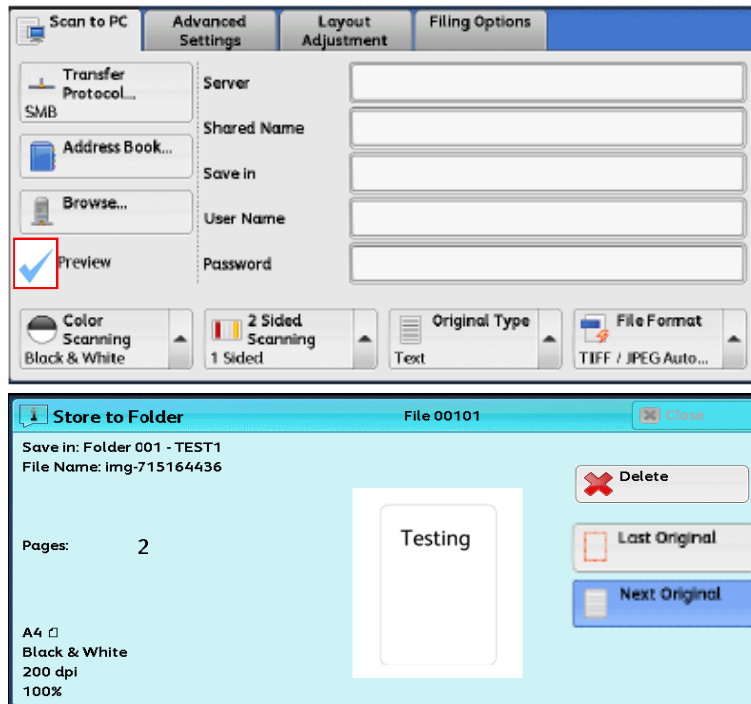 Scan to PC
Advanced
Settings
Layout
Adjustment
Filing Options
Transfer
Protocol...
SMB
Address Book...
Browse...
Preview
Server
Shared Name
Save in
User Name
Password
Color
Scanning
Black & White
2 Sided
Scanning
1 Sided
Original Type
Text
File Format
TIFF / JPEG Auto...
Store to Folder
File 00101
Close
Save in: Folder 001 - TEST1
File Name: img-715164436
Pages: 2
A4
Black & White
200 dpi
100%
Testing
Delete
Last Original
Next Original